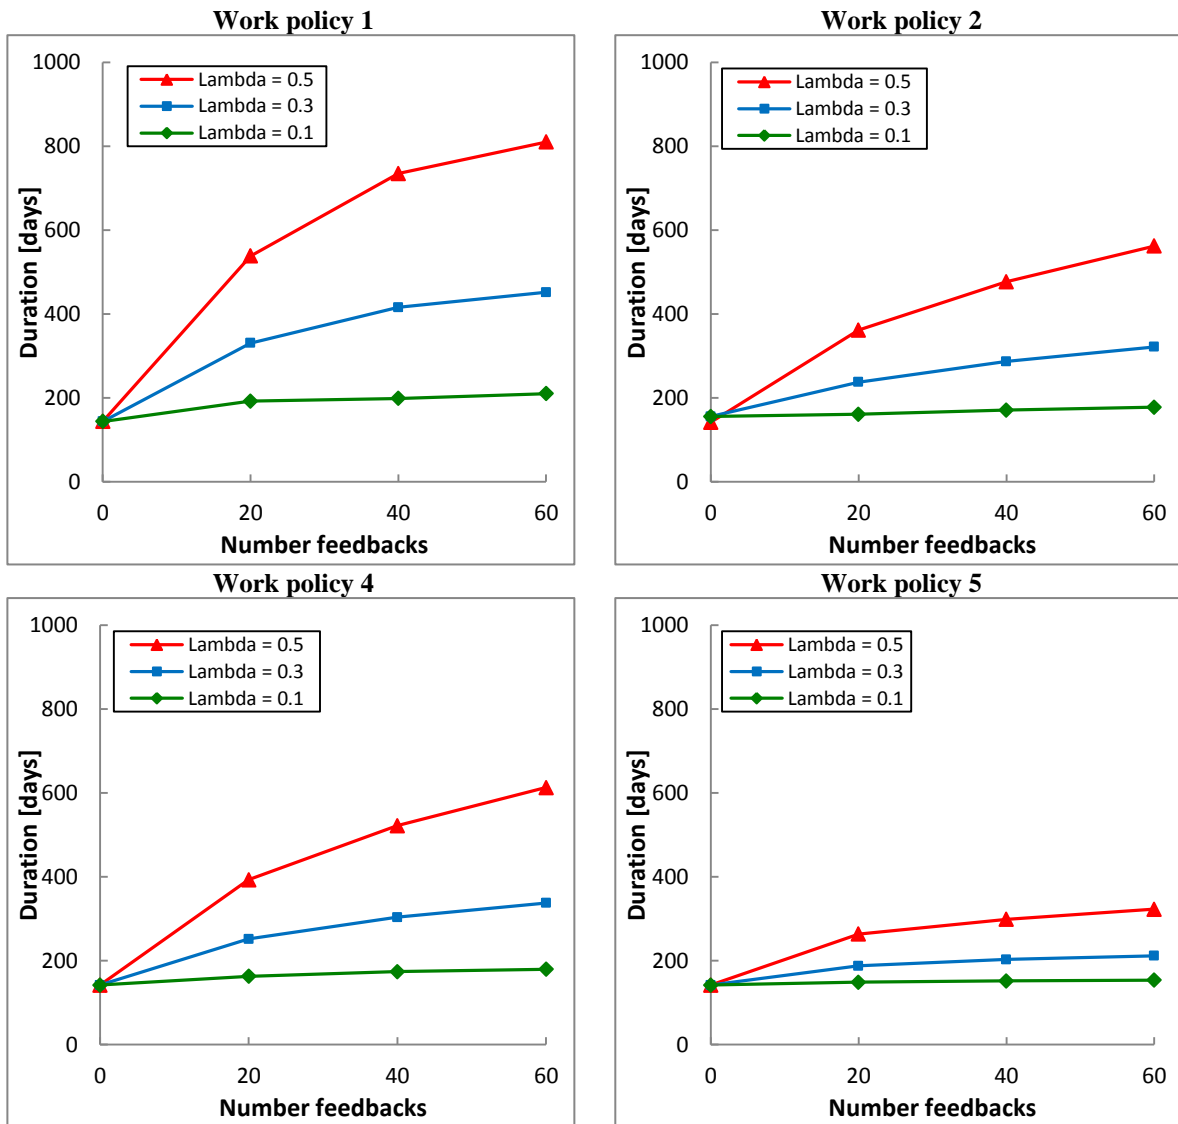 Work policy 1
1000
800
600
400
200
0
0 20 40 60
Duration [days]
Number feedbacks
Lambda = 0.5
Lambda = 0.3
Lambda = 0.1
Work policy 2
1000
800
600
400
200
0
0 20 40 60
Duration [days]
Number feedbacks
Lambda = 0.5
Lambda = 0.3
Lambda = 0.1
Work policy 4
1000
800
600
400
200
0
0 20 40 60
Duration [days]
Number feedbacks
Lambda = 0.5
Lambda = 0.3
Lambda = 0.1
Work policy 5
1000
800
600
400
200
0
0 20 40 60
Duration [days]
Number feedbacks
Lambda = 0.5
Lambda = 0.3
Lambda = 0.1